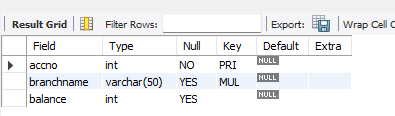 Result Grid Filter Rows: Export: Wrap Cell C
Field Type Null Key Default Extra
accno int NO PRI NULL
branchname varchar(50) YES MUL NULL
balance int YES NULL